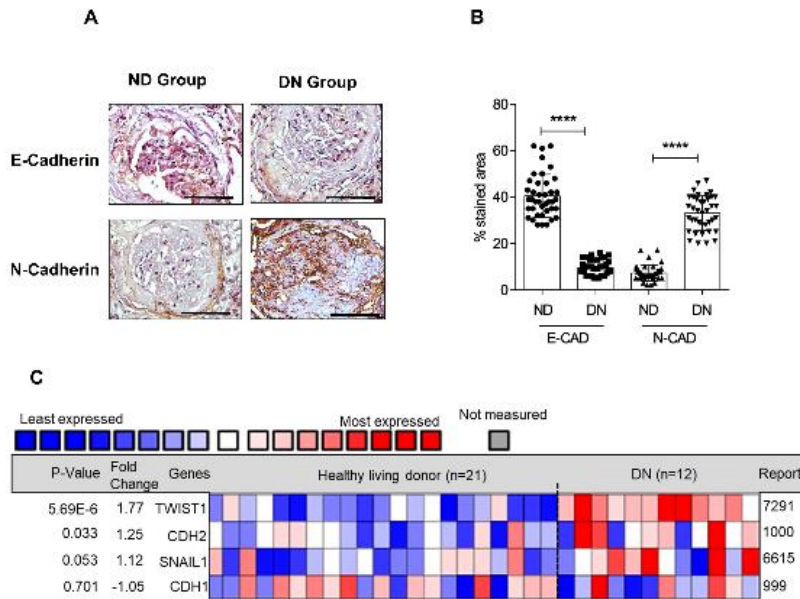 A
ND Group
DN Group
E-Cadherin
N-Cadherin
B
% stained area
80
60
40
20
0
****
****
ND
DN
ND
DN
E-CAD
N-CAD
C
Least expressed
Most expressed
Not measured
P-Value
Fold Change
Genes
Healthy living donor (n=21)
DN (n=12)
Report
5.69E-6 1.77 TWIST1 7291
0.033 1.25 CDH2 1000
0.053 1.12 SNAIL1 6615
0.701 -1.05 CDH1 999